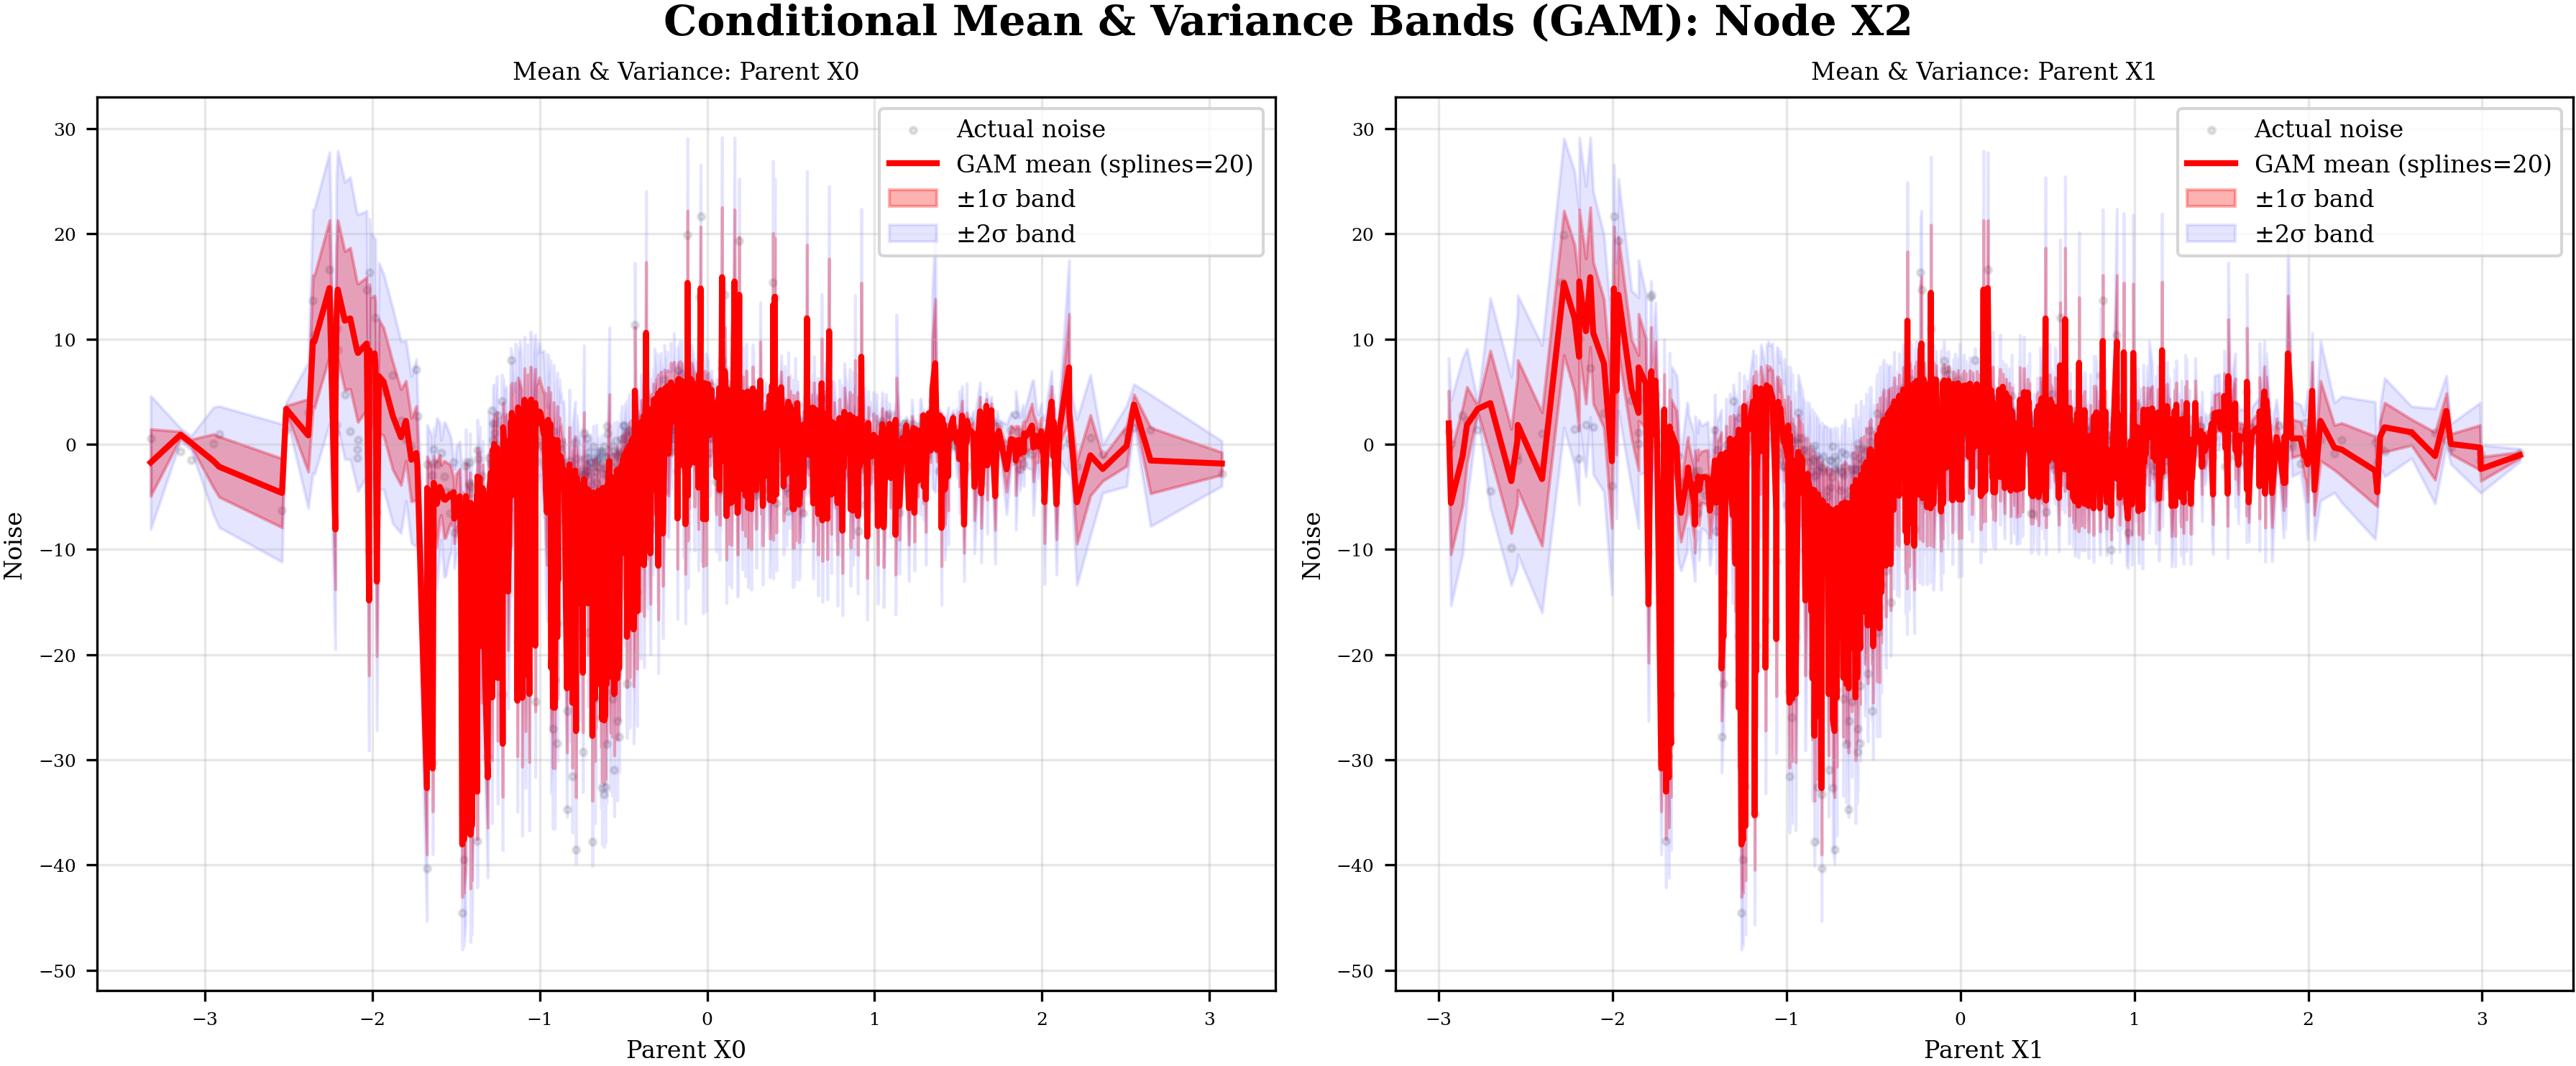 Conditional Mean & Variance Bands (GAM): Node X2
Mean & Variance: Parent X0
Noise
30
20
10
0
−10
−20
−30
−40
−50
−3
−2
−1
0
1
2
3
Parent X0
Actual noise
GAM mean (splines=20)
±1σ band
±2σ band
Mean & Variance: Parent X1
Noise
30
20
10
0
−10
−20
−30
−40
−50
−3
−2
−1
0
1
2
3
Parent X1
Actual noise
GAM mean (splines=20)
±1σ band
±2σ band